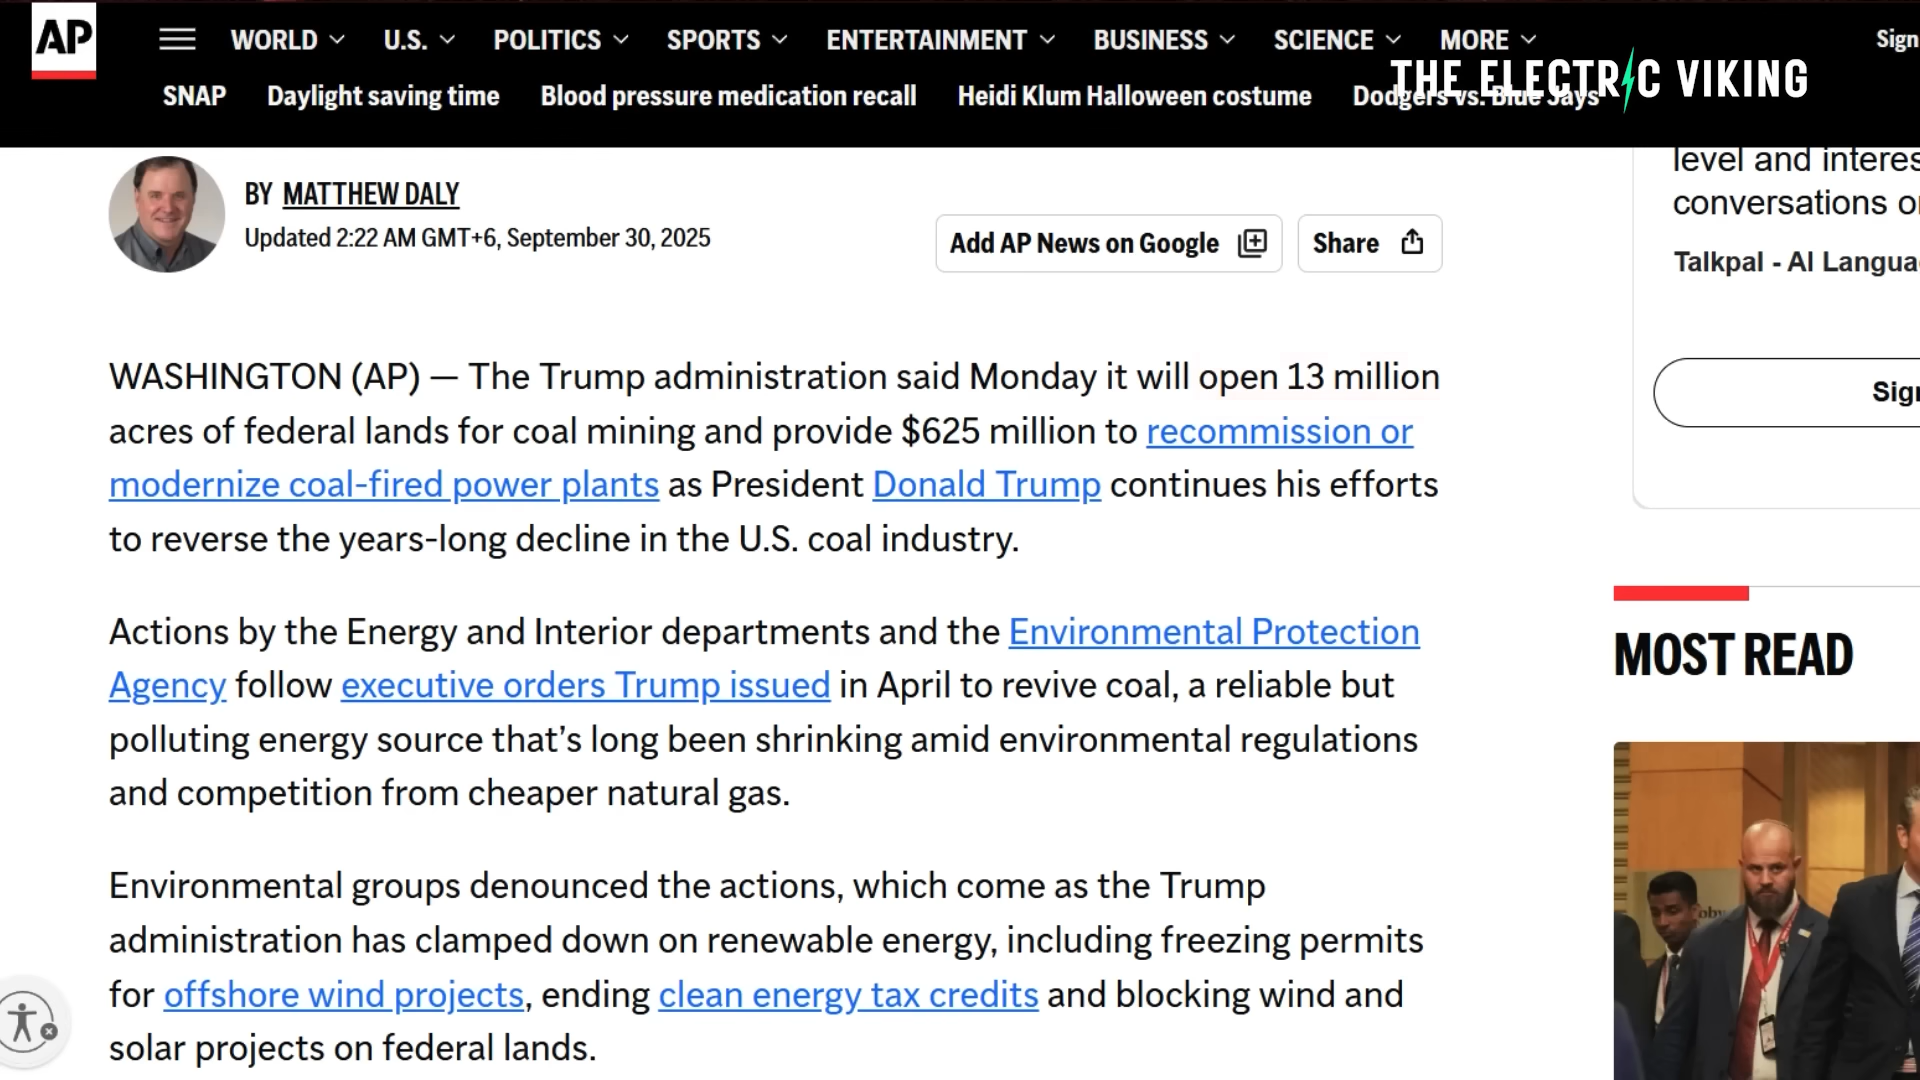 AP
WORLD U.S. POLITICS SPORTS ENTERTAINMENT BUSINESS SCIENCE MORE
Sign
THE ELECTRIC VIKING
SNAP Daylight saving time Blood pressure medication recall Heidi Klum Halloween costume Dodgers vs. Blue Jays
BY MATTHEW DALY
Updated 2:22 AM GMT+6, September 30, 2025
Add AP News on Google
Share
WASHINGTON (AP) — The Trump administration said Monday it will open 13 million
acres of federal lands for coal mining and provide $625 million to recommission or
modernize coal-fired power plants as President Donald Trump continues his efforts
to reverse the years-long decline in the U.S. coal industry.
Actions by the Energy and Interior departments and the Environmental Protection
Agency follow executive orders Trump issued in April to revive coal, a reliable but
polluting energy source that’s long been shrinking amid environmental regulations
and competition from cheaper natural gas.
Environmental groups denounced the actions, which come as the Trump
administration has clamped down on renewable energy, including freezing permits
for offshore wind projects, ending clean energy tax credits and blocking wind and
solar projects on federal lands.
level and interes
conversations o
Talkpal - AI Langua
Sign
MOST READ